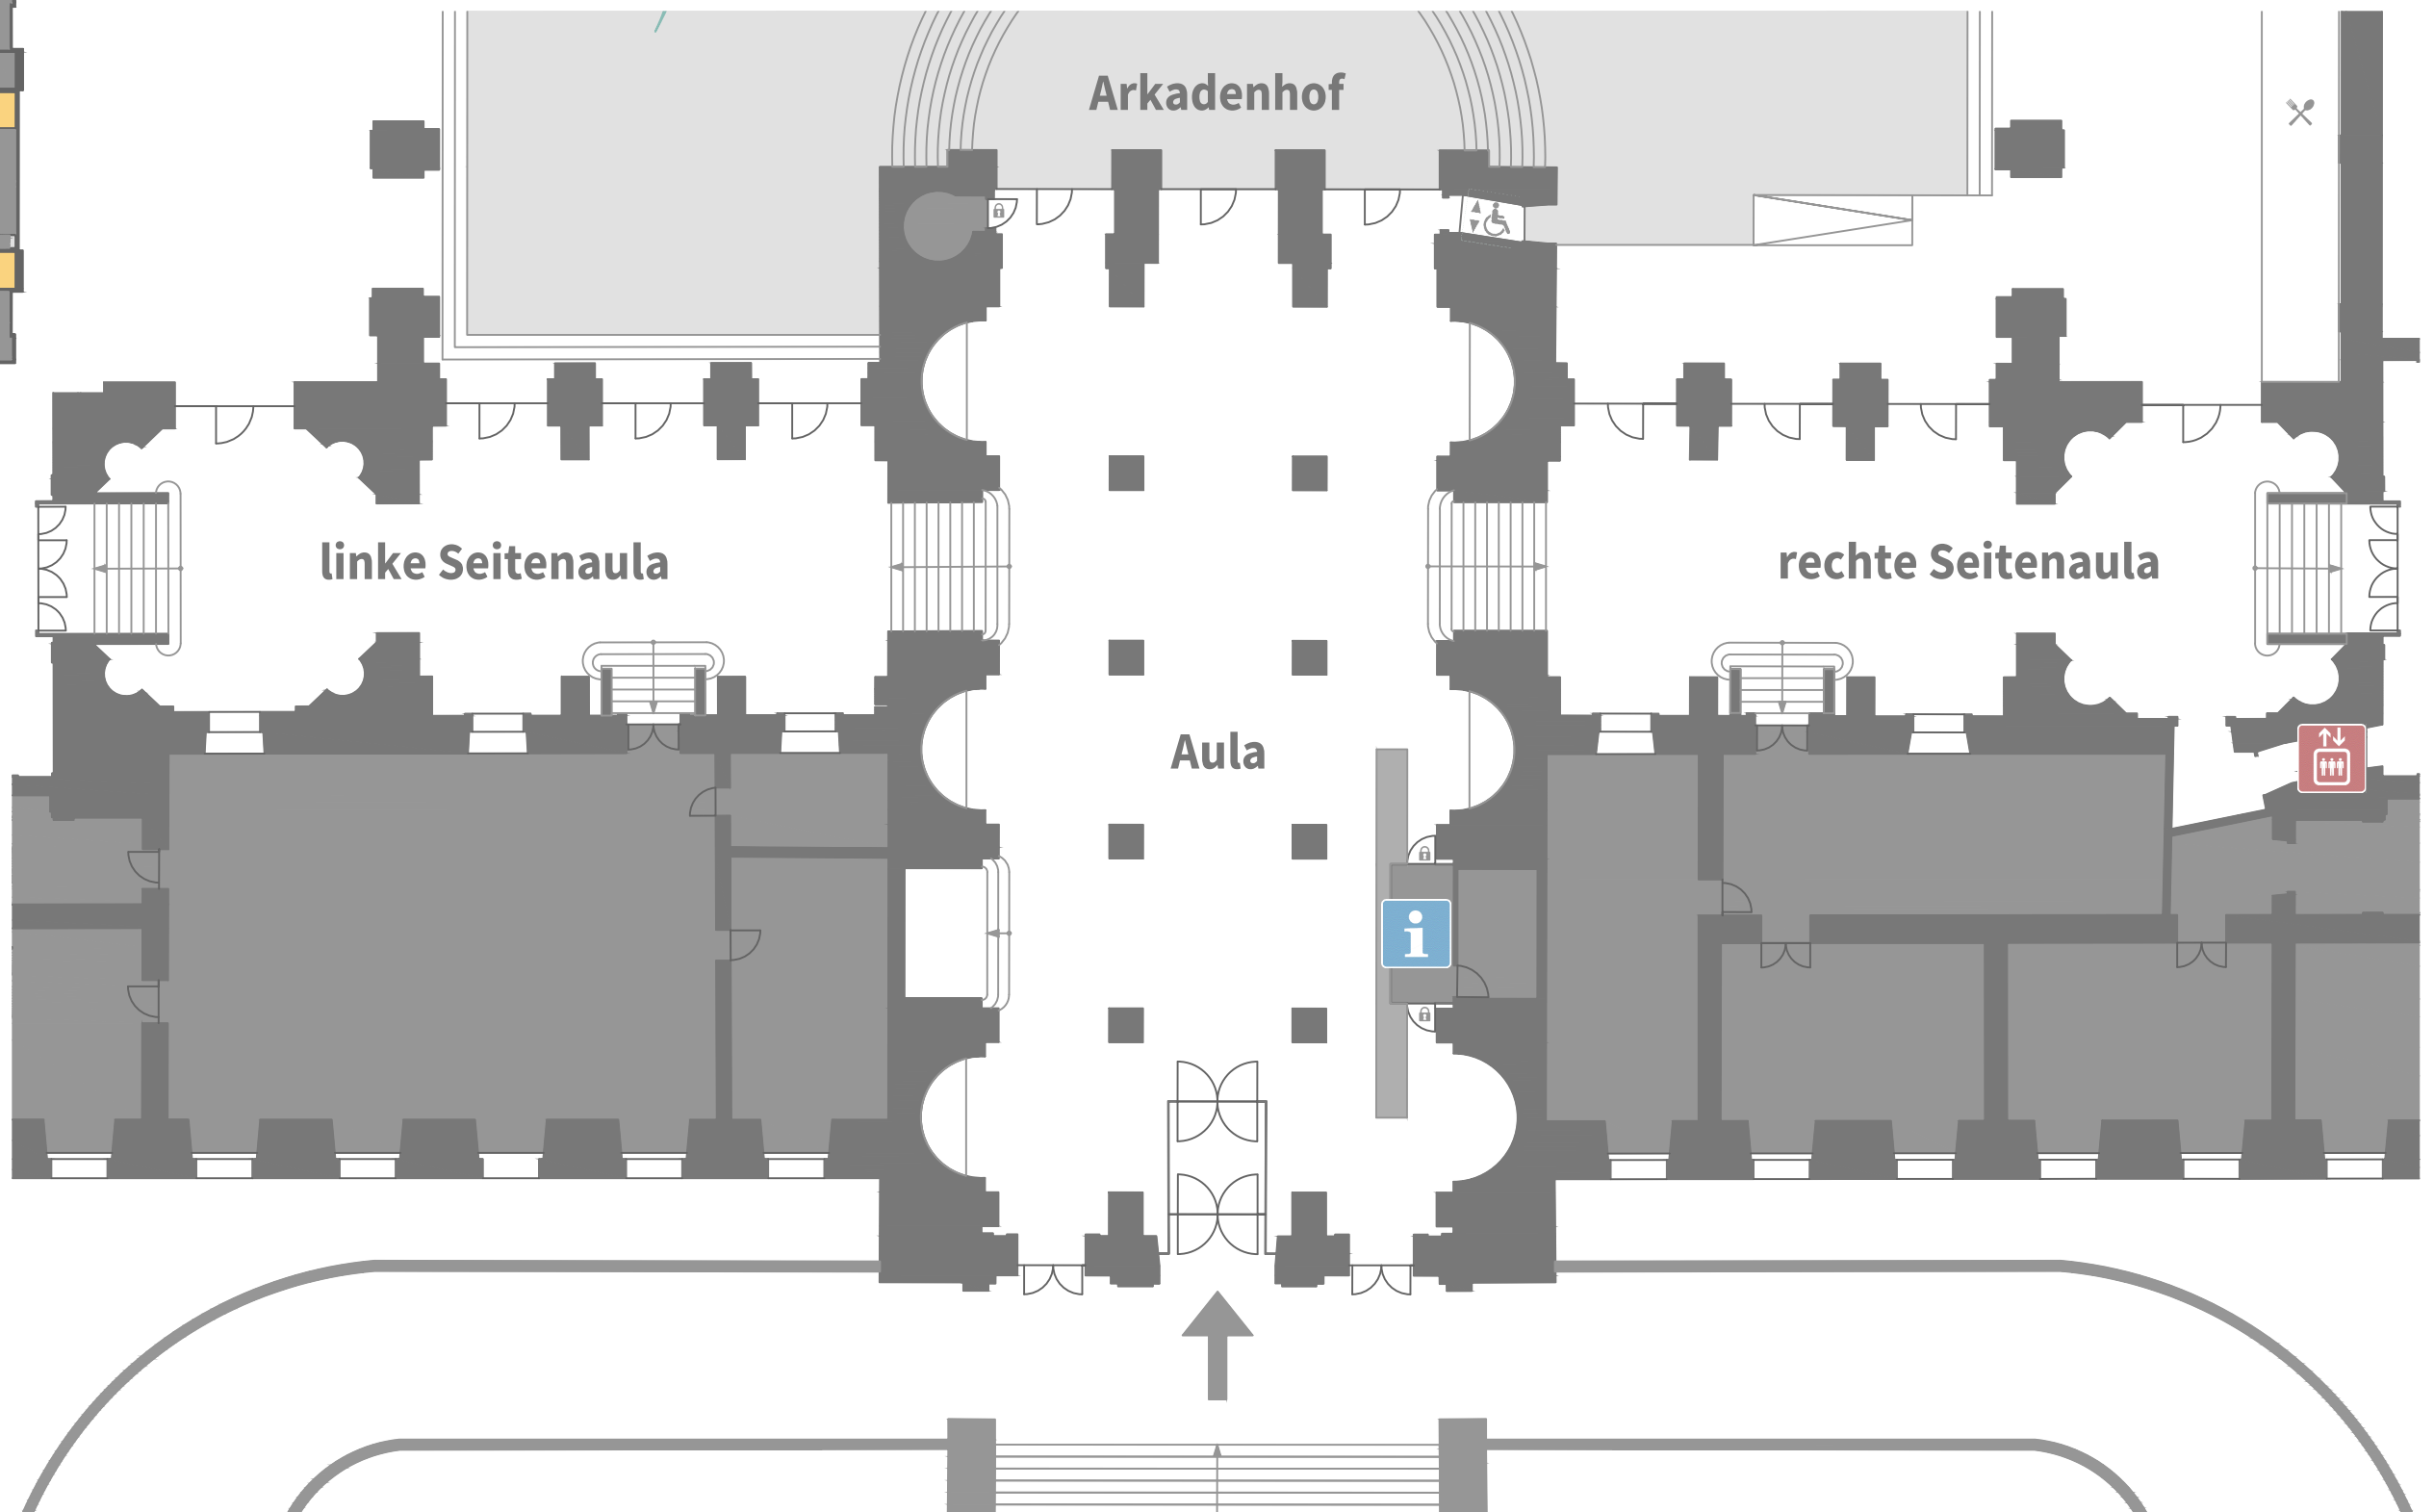 Arkadenhof
linke Seitenaula
rechte Seitenaula
Aula
i